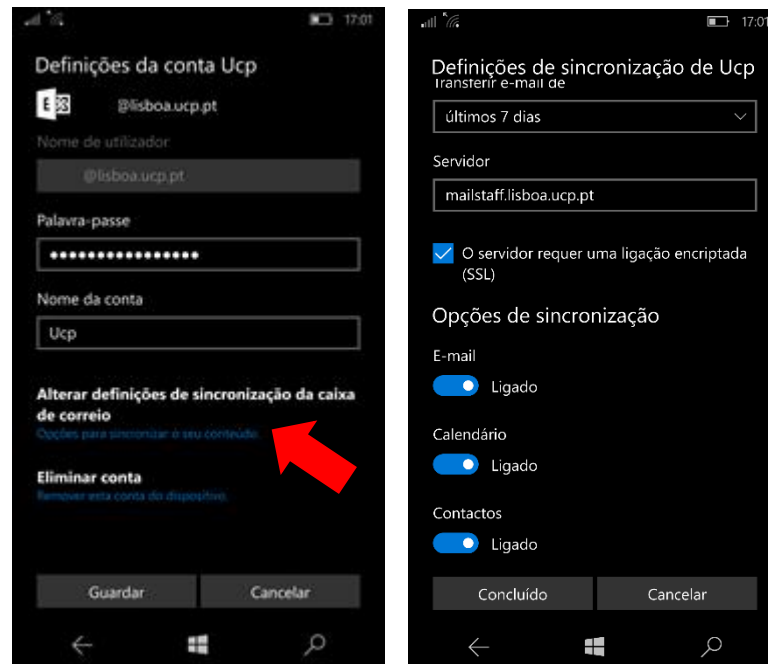 17:01
Definições da conta Ucp
E
@lisboa.ucp.pt
Nome de utilizador
@lisboa.ucp.pt
Palavra-passe
••••••••••••••••
Nome da conta
Ucp
Alterar definições de sincronização da caixa
de correio
Opções para sincronizar o seu conteúdo.
Eliminar conta
Remover esta conta do dispositivo.
Guardar
Cancelar
17:01
Definições de sincronização de Ucp
Transferir e-mail de
últimos 7 dias
Servidor
mailstaff.lisboa.ucp.pt
O servidor requer uma ligação encriptada
(SSL)
Opções de sincronização
E-mail
Ligado
Calendário
Ligado
Contactos
Ligado
Concluído
Cancelar